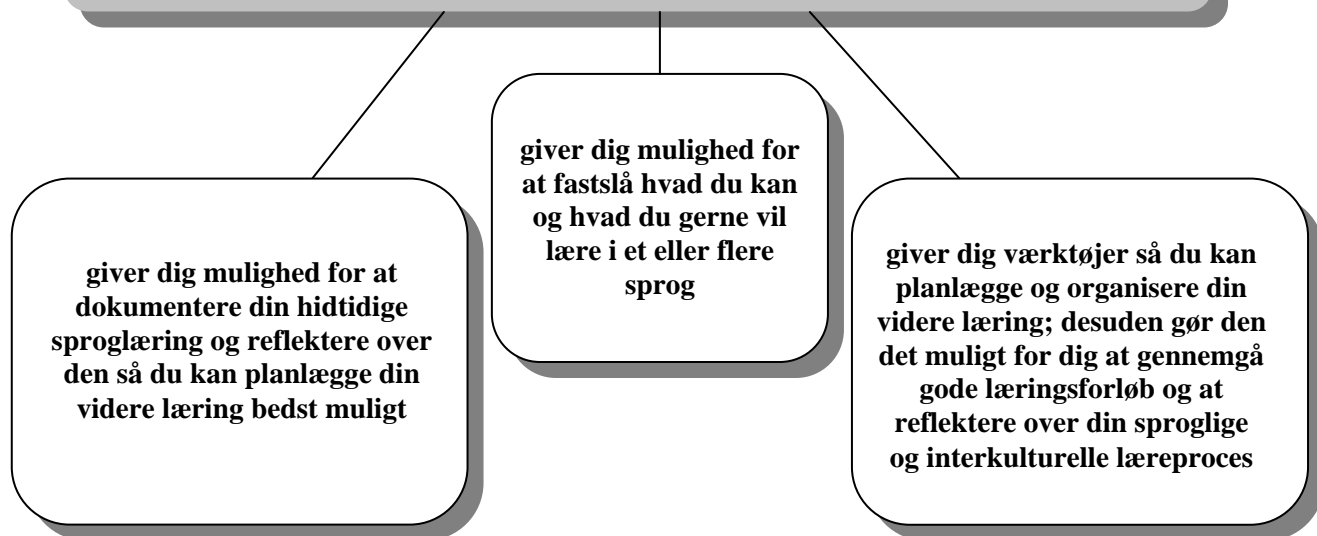 giver dig mulighed for at
dokumentere din hidtidige
sproglæring og reflektere over
den så du kan planlægge din
videre læring bedst muligt
giver dig mulighed for
at fastslå hvad du kan
og hvad du gerne vil
lære i et eller flere
sprog
giver dig værktøjer så du kan
planlægge og organisere din
videre læring; desuden gør den
det muligt for dig at gennemgå
gode læringsforløb og at
reflektere over din sproglige
og interkulturelle læreproces